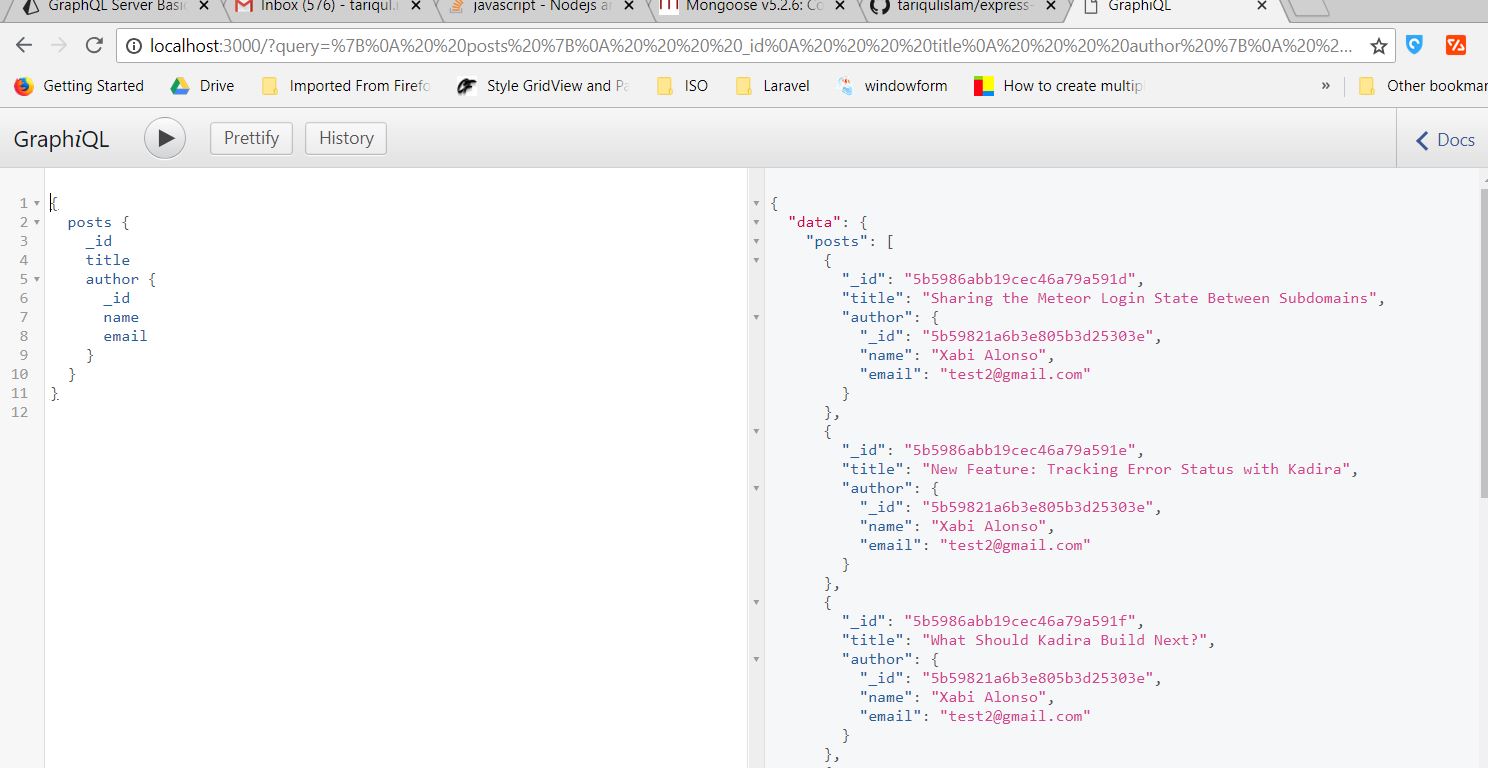 GraphQL Server Basi
Inbox (576) - tariqul.
javascript - Nodejs a
Mongoose v5.2.6: Co
tariqulislam/express-
GraphiQL
localhost:3000/?query=%7B%0A%20%20posts%20%7B%0A%20%20%20%20_id%0A%20%20%20%20title%0A%20%20%20%20author%20%7B%0A%20%20%2...
Getting Started
Drive
Imported From Firefo
Style GridView and Pa
ISO
Laravel
windowform
How to create multip
»
Other bookmar
GraphiQL
Prettify
History
Docs
1 {
2 posts {
3 _id
4 title
5 author {
6 _id
7 name
8 email
9 }
10 }
11 }
12
{
"data": {
"posts": [
{
"_id": "5b5986abb19cec46a79a591d",
"title": "Sharing the Meteor Login State Between Subdomains",
"author": {
"_id": "5b59821a6b3e805b3d25303e",
"name": "Xabi Alonso",
"email": "test2@gmail.com"
}
},
{
"_id": "5b5986abb19cec46a79a591e",
"title": "New Feature: Tracking Error Status with Kadira",
"author": {
"_id": "5b59821a6b3e805b3d25303e",
"name": "Xabi Alonso",
"email": "test2@gmail.com"
}
},
{
"_id": "5b5986abb19cec46a79a591f",
"title": "What Should Kadira Build Next?",
"author": {
"_id": "5b59821a6b3e805b3d25303e",
"name": "Xabi Alonso",
"email": "test2@gmail.com"
}
},